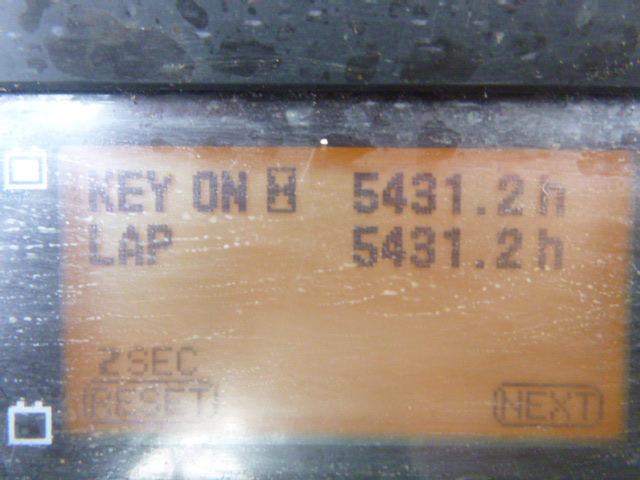 KEY ON 5431.2h
LAP 5431.2h
2SEC
RESET NEXT